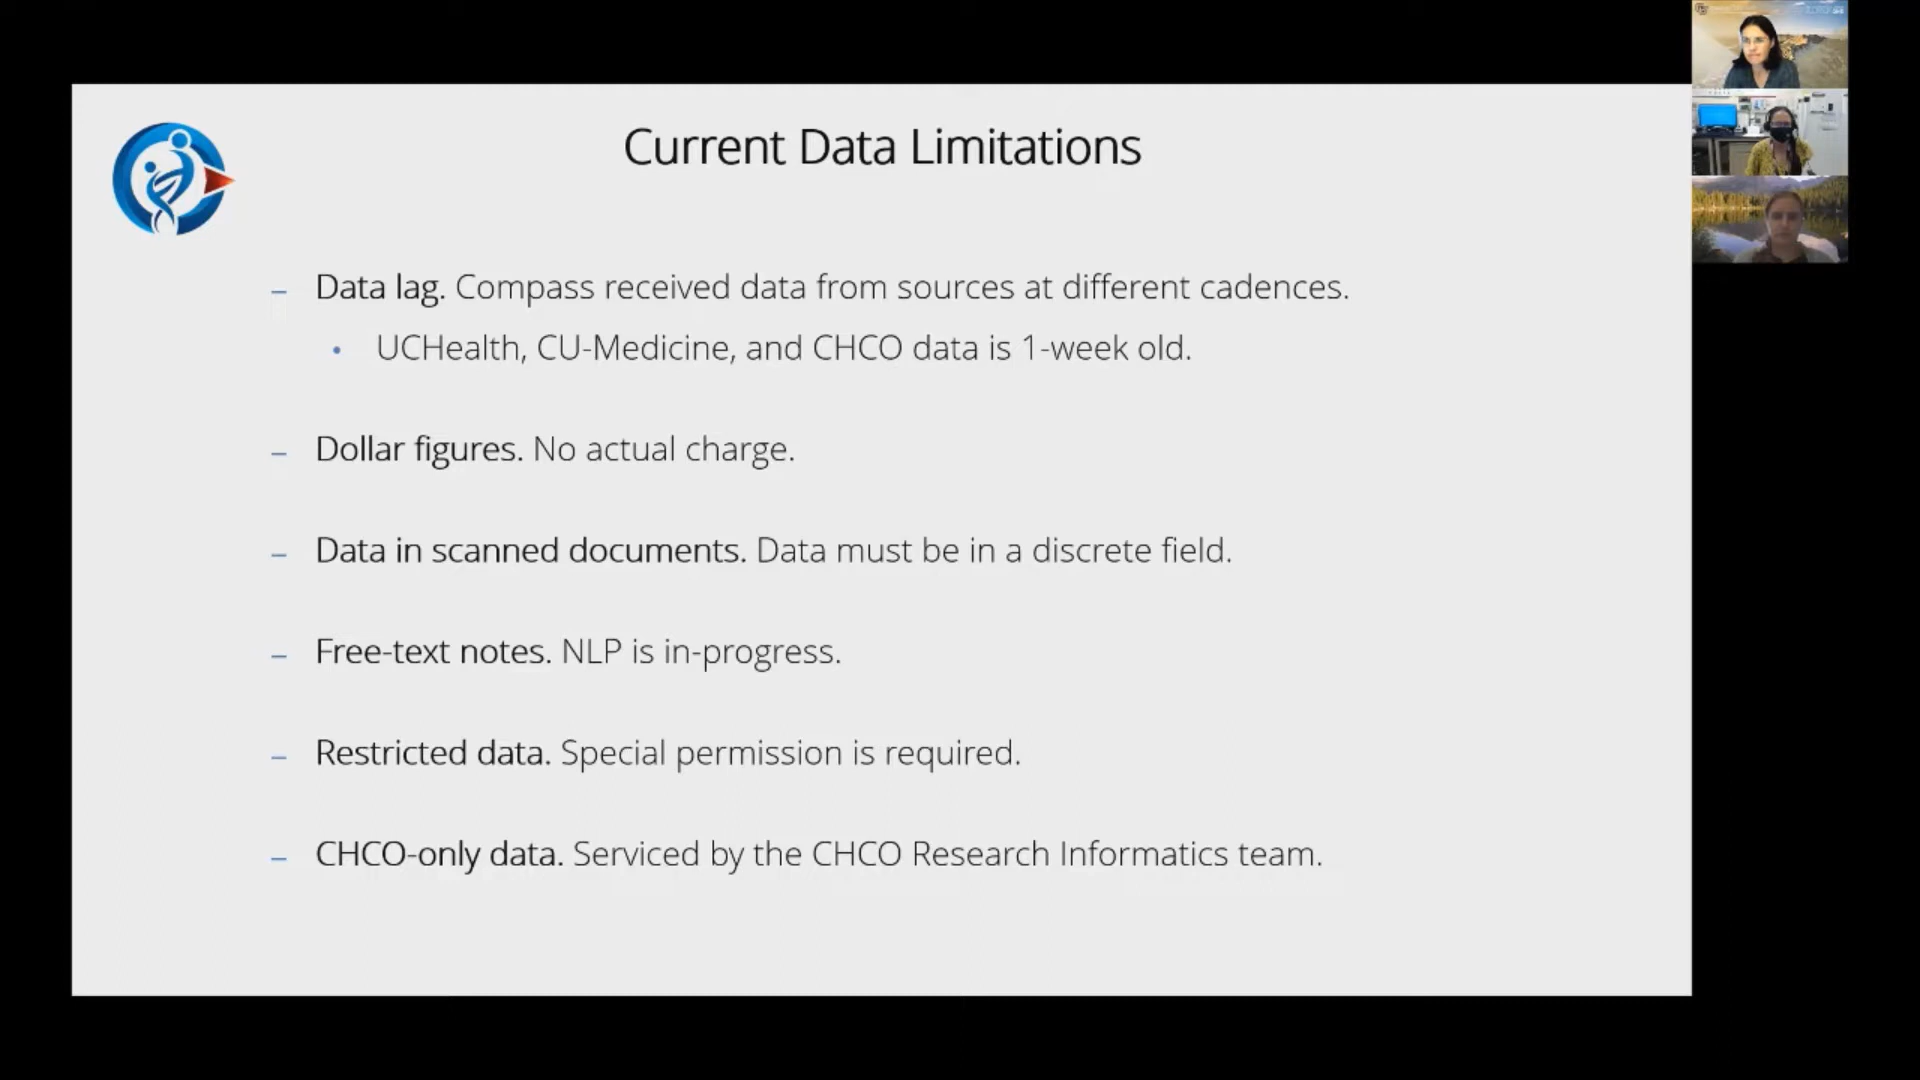 Current Data Limitations
– Data lag. Compass received data from sources at different cadences.
• UCHealth, CU-Medicine, and CHCO data is 1-week old.
– Dollar figures. No actual charge.
– Data in scanned documents. Data must be in a discrete field.
– Free-text notes. NLP is in-progress.
– Restricted data. Special permission is required.
– CHCO-only data. Serviced by the CHCO Research Informatics team.